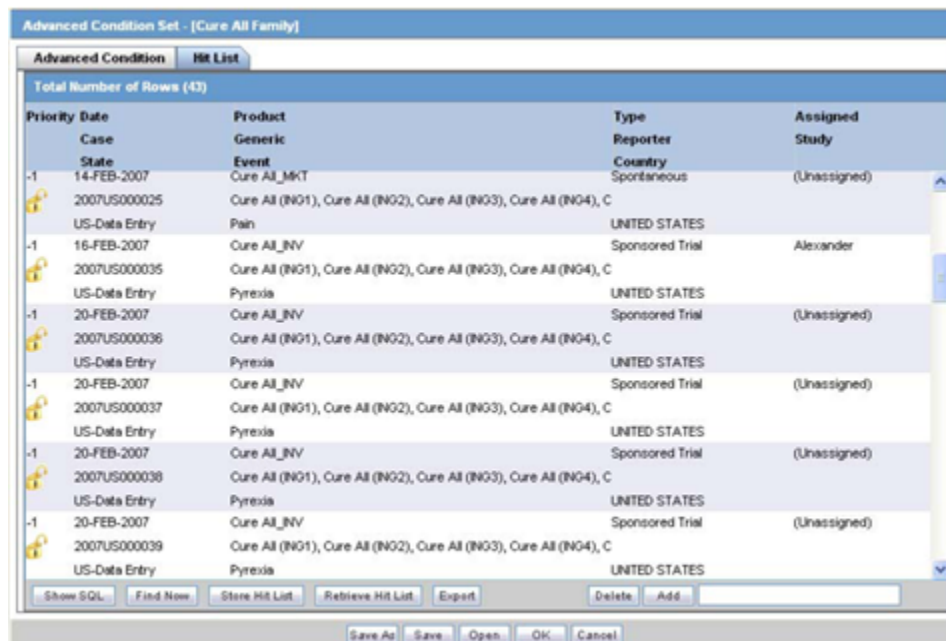 Advanced Condition Set - [Cure All Family]
Advanced Condition Hit List
Total Number of Rows (43)
Priority Date Product Type Assigned
Case Generic Reporter Study
State Event Country
-1 14-FEB-2007 Cure All_MKT Spontaneous (Unassigned)
2007US000025 Cure All (ING1), Cure All (ING2), Cure All (ING3), Cure All (ING4), C
US-Data Entry Pain UNITED STATES
-1 16-FEB-2007 Cure All_INV Sponsored Trial Alexander
2007US000035 Cure All (ING1), Cure All (ING2), Cure All (ING3), Cure All (ING4), C
US-Data Entry Pyrexia UNITED STATES
-1 20-FEB-2007 Cure All_INV Sponsored Trial (Unassigned)
2007US000036 Cure All (ING1), Cure All (ING2), Cure All (ING3), Cure All (ING4), C
US-Data Entry Pyrexia UNITED STATES
-1 20-FEB-2007 Cure All_INV Sponsored Trial (Unassigned)
2007US000037 Cure All (ING1), Cure All (ING2), Cure All (ING3), Cure All (ING4), C
US-Data Entry Pyrexia UNITED STATES
-1 20-FEB-2007 Cure All_INV Sponsored Trial (Unassigned)
2007US000038 Cure All (ING1), Cure All (ING2), Cure All (ING3), Cure All (ING4), C
US-Data Entry Pyrexia UNITED STATES
-1 20-FEB-2007 Cure All_INV Sponsored Trial (Unassigned)
2007US000039 Cure All (ING1), Cure All (ING2), Cure All (ING3), Cure All (ING4), C
US-Data Entry Pyrexia UNITED STATES
Show SQL Find Now Store Hit List Retrieve Hit List Export Delete Add
Save As Save Open OK Cancel